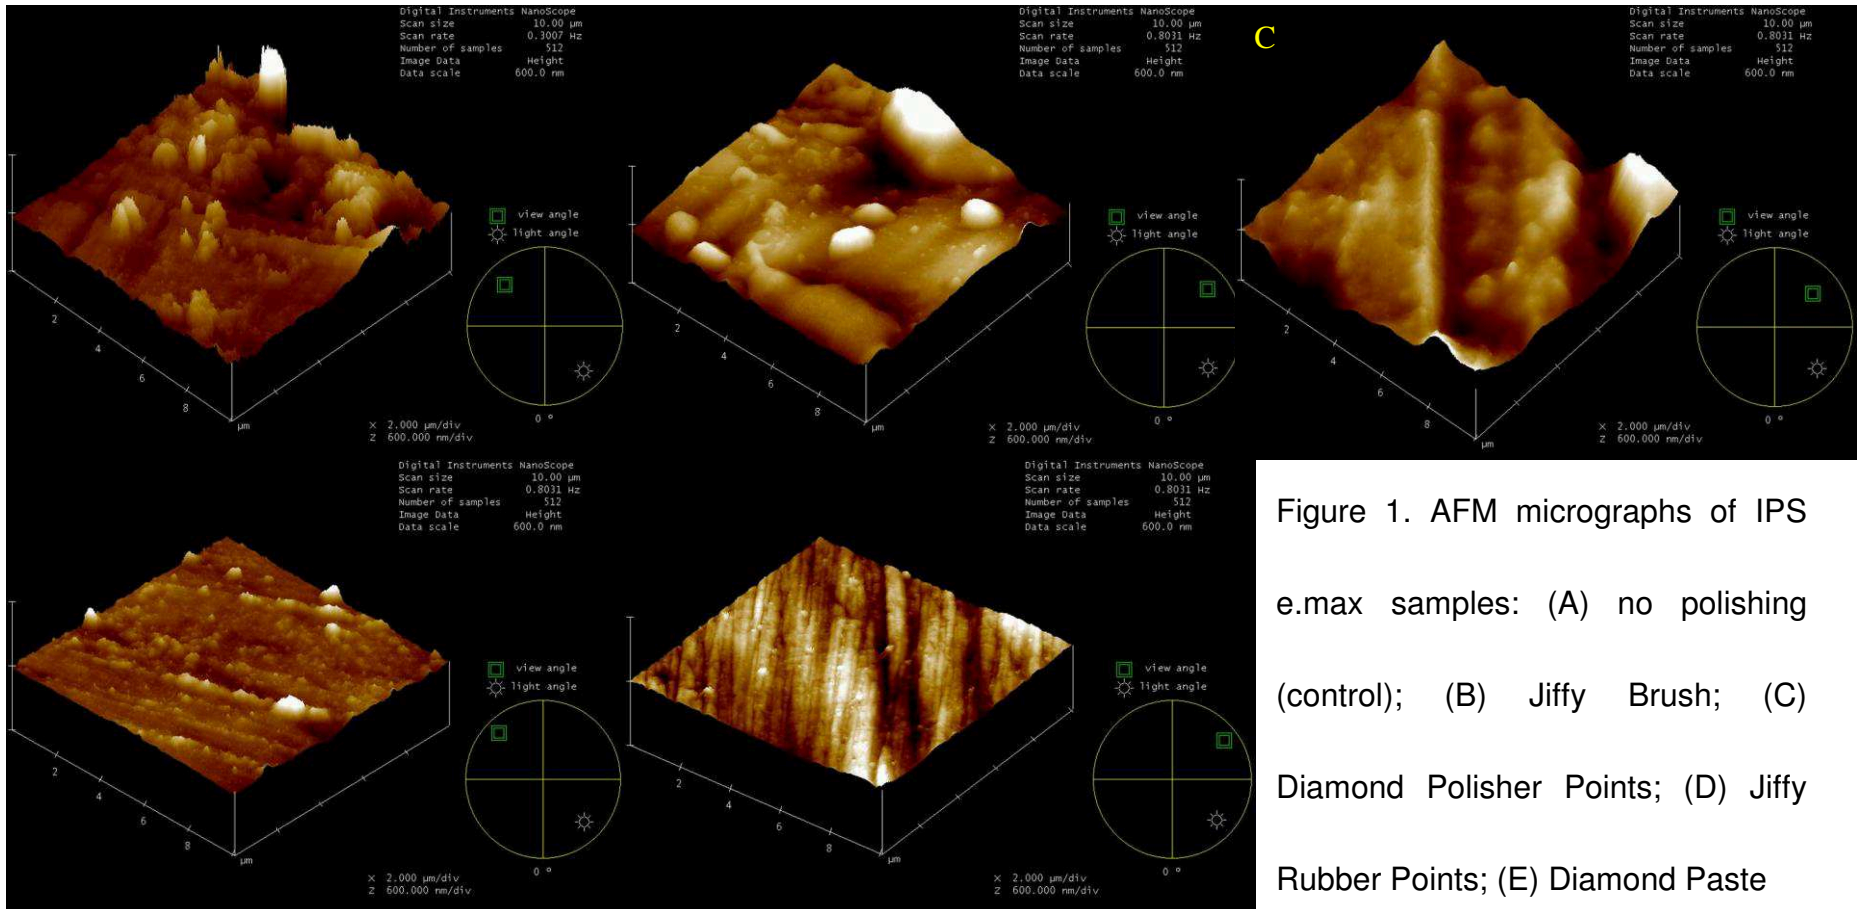 Digital Instruments NanoScope
Scan size 10.00 µm
Scan rate 0.3007 Hz
Number of samples 512
Image Data Height
Data scale 600.0 nm
view angle
light angle
2
4
6
8
µm
0 °
X 2.000 µm/div
Z 600.000 nm/div
Digital Instruments NanoScope
Scan size 10.00 µm
Scan rate 0.8031 Hz
Number of samples 512
Image Data Height
Data scale 600.0 nm
view angle
light angle
2
4
6
8
µm
0 °
X 2.000 µm/div
Z 600.000 nm/div
C
Digital Instruments NanoScope
Scan size 10.00 µm
Scan rate 0.8031 Hz
Number of samples 512
Image Data Height
Data scale 600.0 nm
view angle
light angle
2
4
6
8
µm
0 °
X 2.000 µm/div
Z 600.000 nm/div
Digital Instruments NanoScope
Scan size 10.00 µm
Scan rate 0.8031 Hz
Number of samples 512
Image Data Height
Data scale 600.0 nm
view angle
light angle
2
4
6
8
µm
0 °
X 2.000 µm/div
Z 600.000 nm/div
Digital Instruments NanoScope
Scan size 10.00 µm
Scan rate 0.8031 Hz
Number of samples 512
Image Data Height
Data scale 600.0 nm
view angle
light angle
2
4
6
8
µm
0 °
X 2.000 µm/div
Z 600.000 nm/div
Figure 1. AFM micrographs of IPS
e.max samples: (A) no polishing
(control); (B) Jiffy Brush; (C)
Diamond Polisher Points; (D) Jiffy
Rubber Points; (E) Diamond Paste